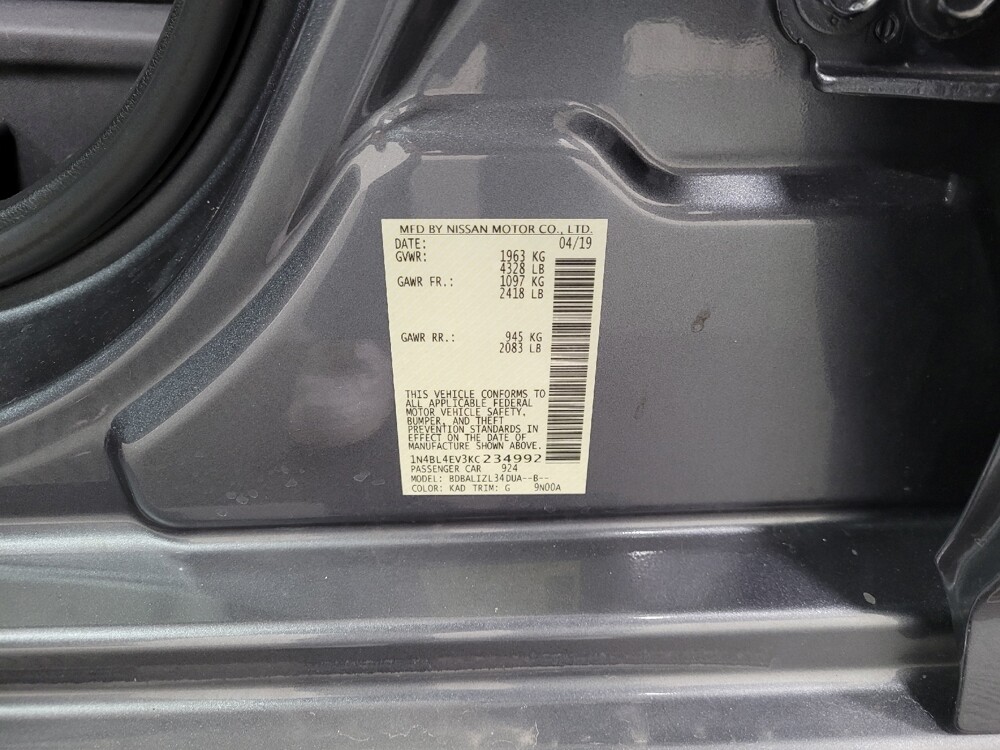 MFD BY NISSAN MOTOR CO., LTD.
DATE: 04/19
GVWR: 1963 KG
4328 LB
GAWR FR.: 1097 KG
2418 LB
GAWR RR.: 945 KG
2083 LB
THIS VEHICLE CONFORMS TO
ALL APPLICABLE FEDERAL
MOTOR VEHICLE SAFETY,
BUMPER, AND THEFT
PREVENTION STANDARDS IN
EFFECT ON THE DATE OF
MANUFACTURE SHOWN ABOVE.
1N4BL4EV3KC234992
PASSENGER CAR 924
MODEL: BDBALIZL34DUA--B--
COLOR: KAD TRIM: G 9N00A